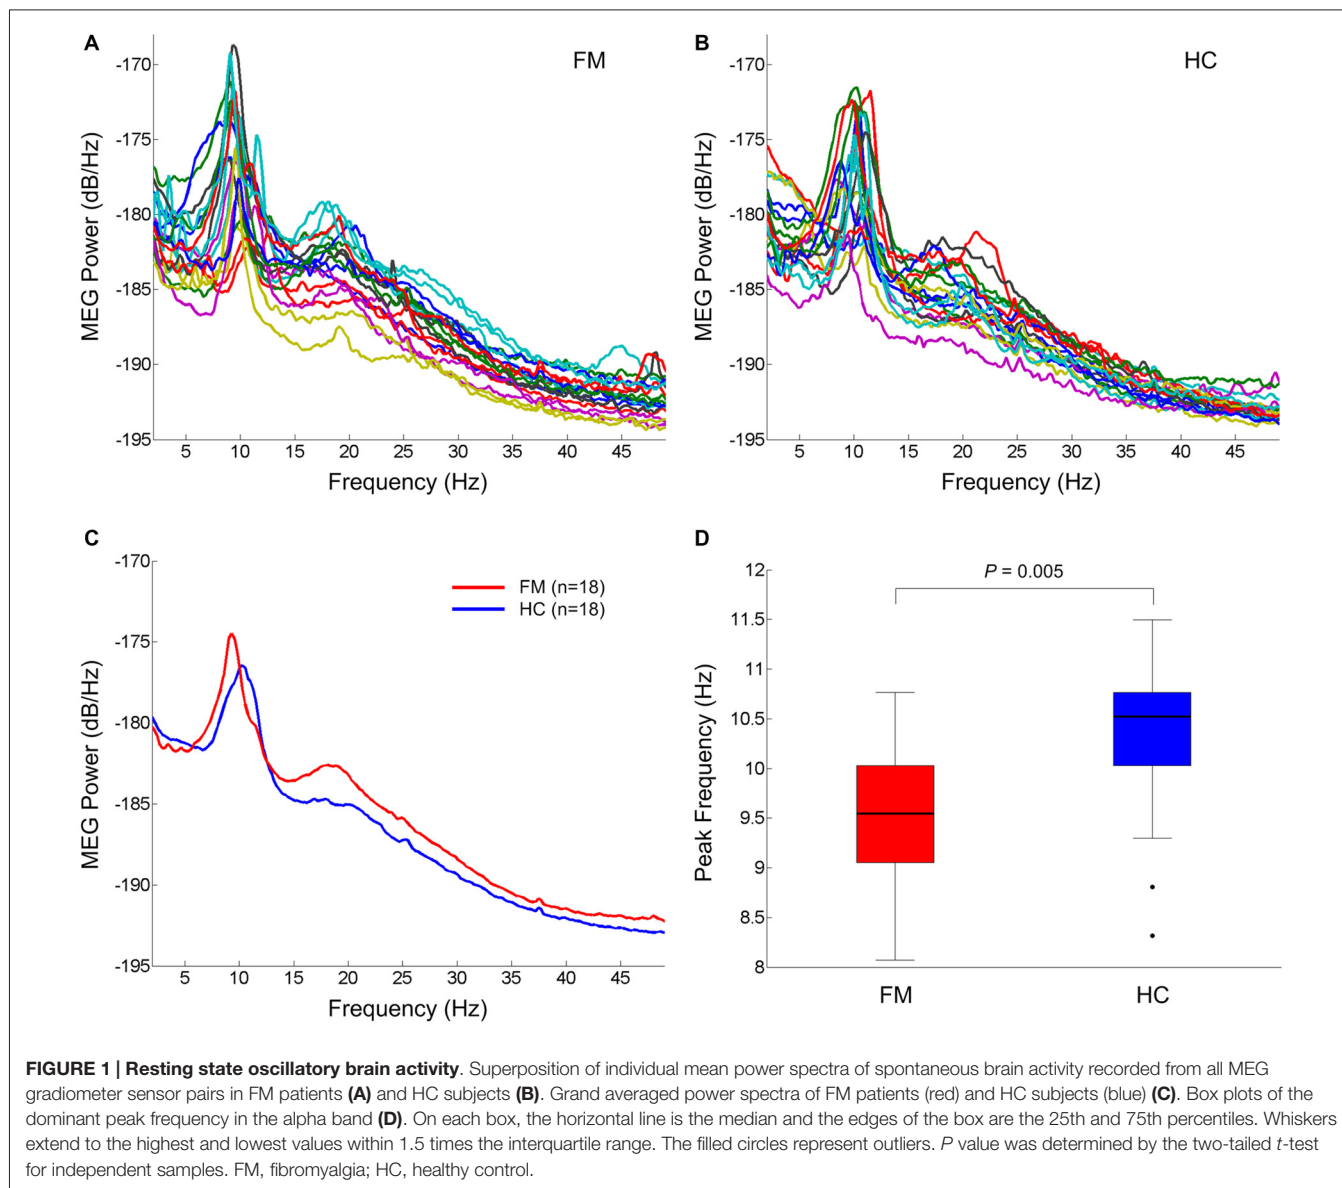 A
FM
-170
-175
-180
-185
-190
-195
MEG Power (dB/Hz)
5 10 15 20 25 30 35 40 45
Frequency (Hz)
B
HC
-170
-175
-180
-185
-190
-195
MEG Power (dB/Hz)
5 10 15 20 25 30 35 40 45
Frequency (Hz)
C
FM (n=18)
HC (n=18)
-170
-175
-180
-185
-190
-195
MEG Power (dB/Hz)
5 10 15 20 25 30 35 40 45
Frequency (Hz)
D
P = 0.005
12
11.5
11
10.5
10
9.5
9
8.5
8
Peak Frequency (Hz)
FM HC
FIGURE 1 | Resting state oscillatory brain activity. Superposition of individual mean power spectra of spontaneous brain activity recorded from all MEG
gradiometer sensor pairs in FM patients (A) and HC subjects (B). Grand averaged power spectra of FM patients (red) and HC subjects (blue) (C). Box plots of the
dominant peak frequency in the alpha band (D). On each box, the horizontal line is the median and the edges of the box are the 25th and 75th percentiles. Whiskers
extend to the highest and lowest values within 1.5 times the interquartile range. The filled circles represent outliers. P value was determined by the two-tailed t-test
for independent samples. FM, fibromyalgia; HC, healthy control.